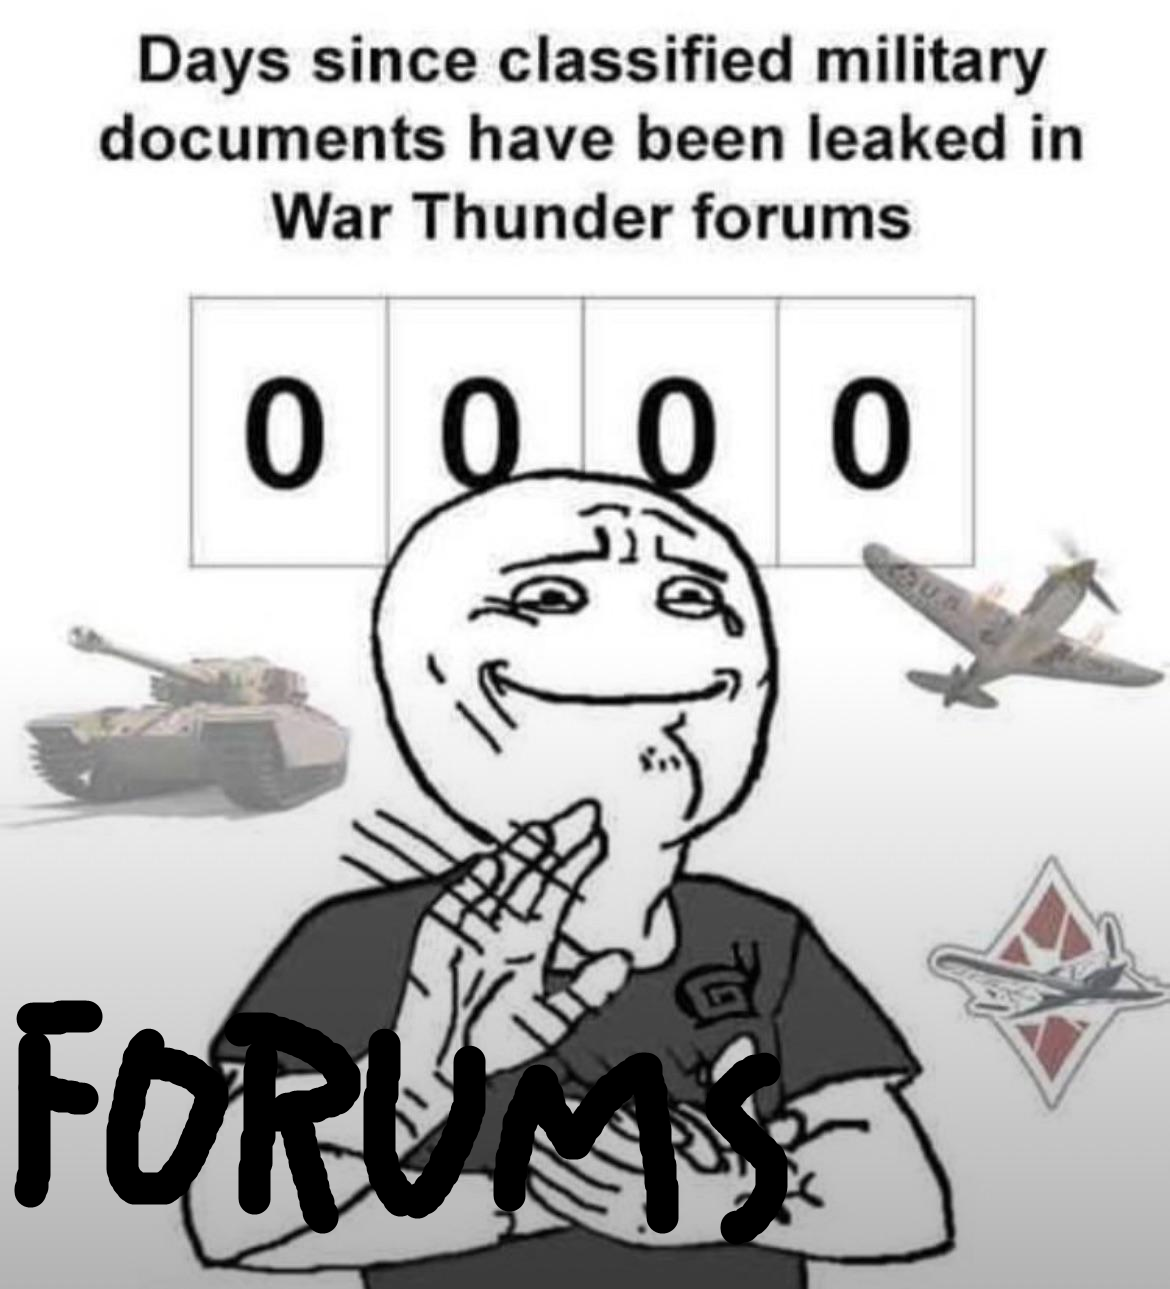 Days since classified military
documents have been leaked in
War Thunder forums
0 0 0 0
FORUMS